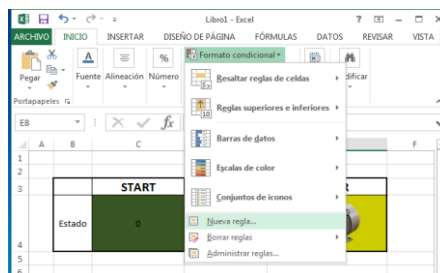 Libro1 - Excel
ARCHIVO INICIO INSERTAR DISEÑO DE PÁGINA FÓRMULAS DATOS REVISAR VISTA
Pegar Fuente Alineación Número Formato condicional
Portapapeles
Resaltar reglas de celdas
Reglas superiores e inferiores
10
Barras de datos
Escalas de color
Conjuntos de iconos
Nueva regla...
Borrar reglas
Administrar reglas...
E8 fx
A B C F
1
2
3 START R
4 Estado 0
5
6